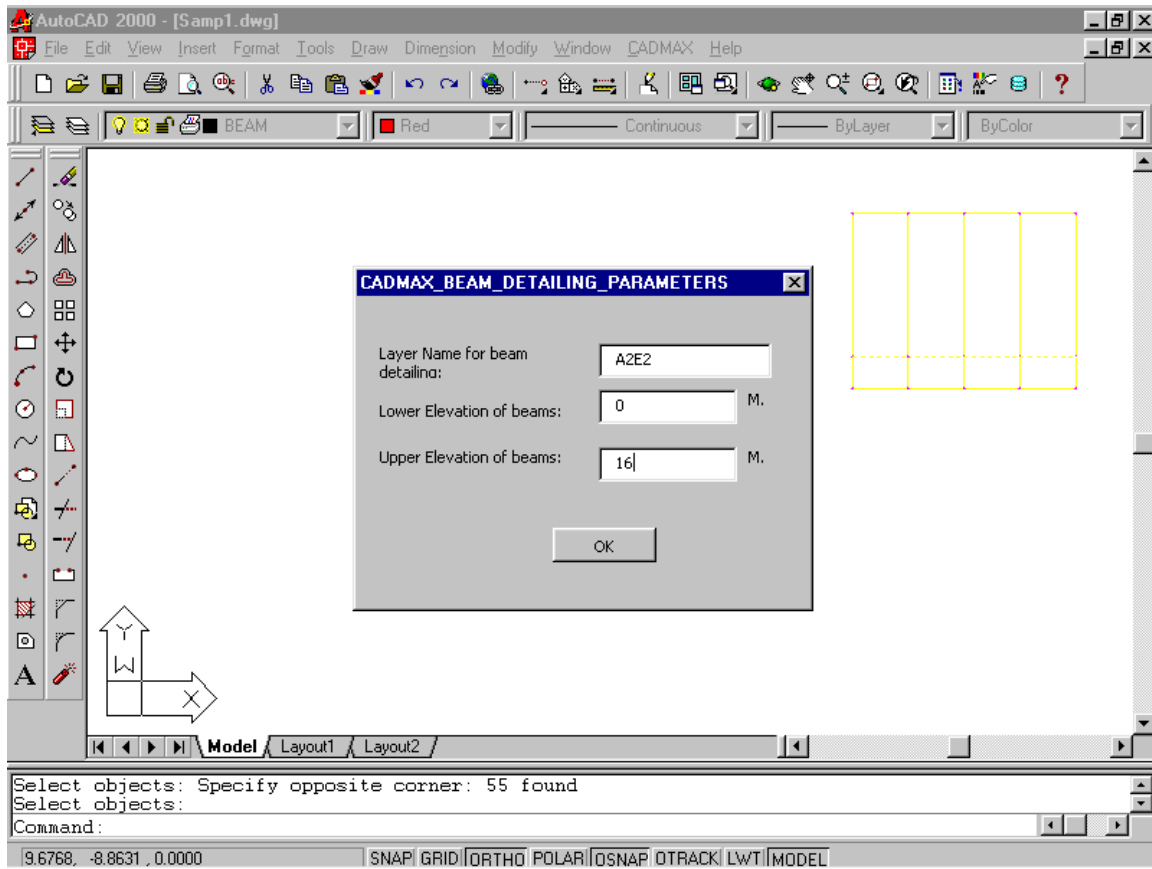 AutoCAD 2000 - [Samp1.dwg]
File Edit View Insert Format Tools Draw Dimension Modify Window CADMAX Help
BEAM Red Continuous ByLayer ByColor
CADMAX_BEAM_DETAILING_PARAMETERS
Layer Name for beam
detailing:
A2E2
Lower Elevation of beams:
0
M.
Upper Elevation of beams:
16
M.
OK
Y
W
X
Model Layout1 Layout2
Select objects: Specify opposite corner: 55 found
Select objects:
Command:
9.6768, -8.8631 , 0.0000 SNAP GRID ORTHO POLAR OSNAP OTRACK LWT MODEL